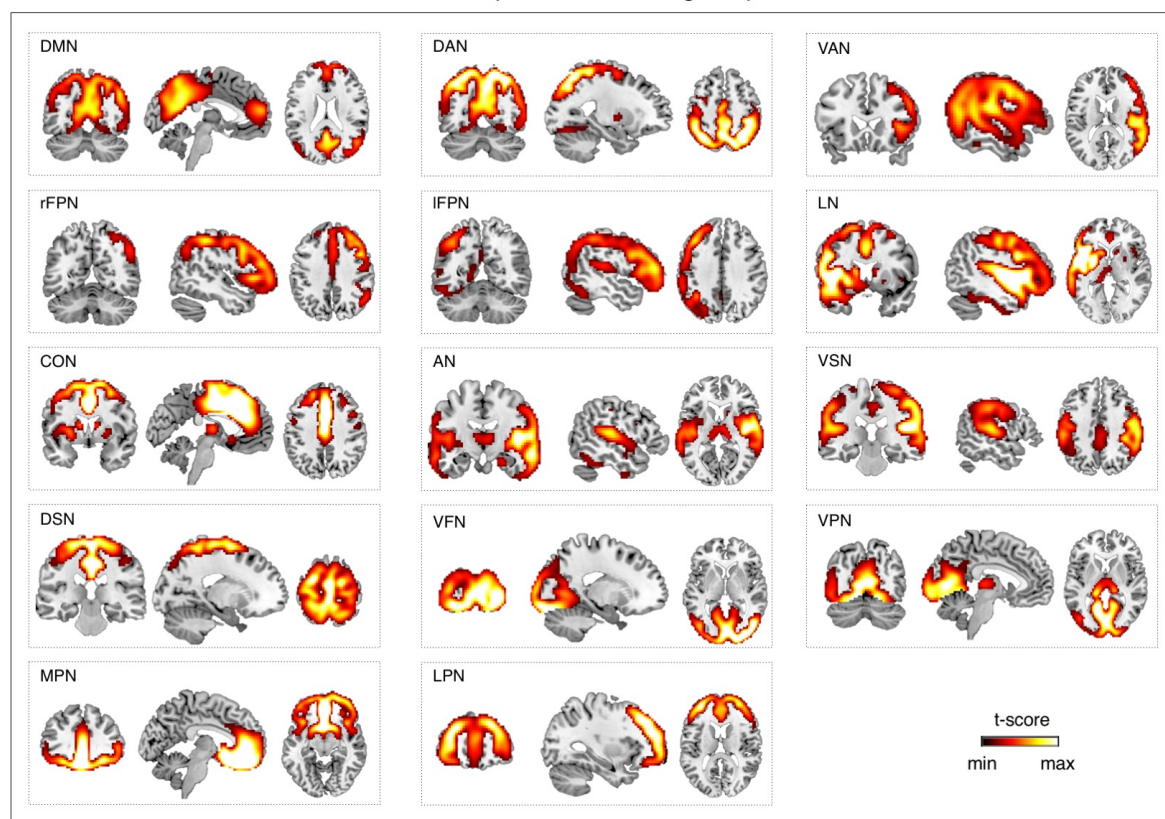 DMN
DAN
VAN
rFPN
lFPN
LN
CON
AN
VSN
DSN
VFN
VPN
MPN
LPN
t-score
min max